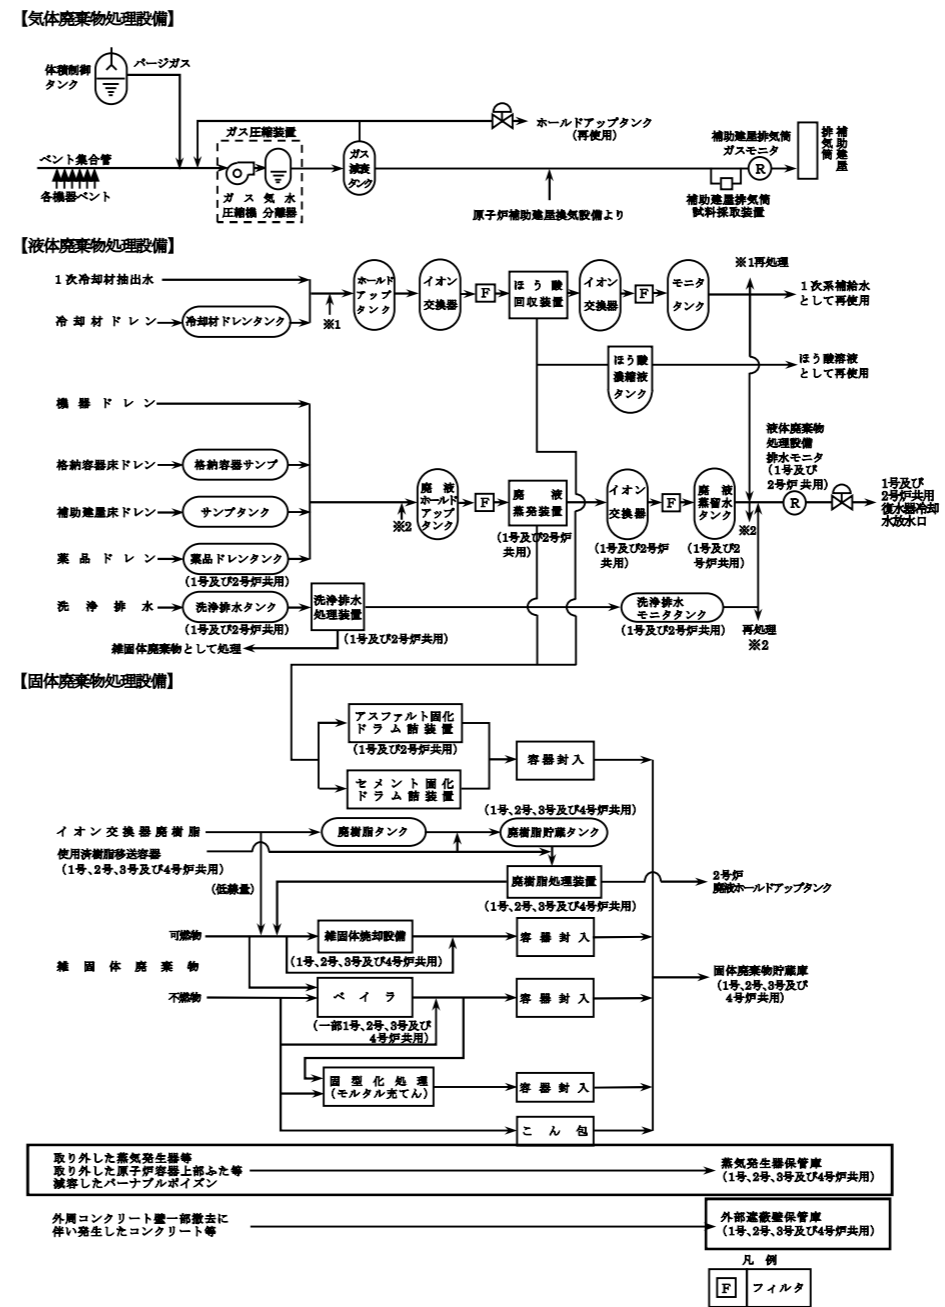 【気体廃棄物処理設備】
体積制御
タンク
パージガス
ガス圧縮装置
ホールドアップタンク
(再使用)
ベント集合管
各機器ベント
ガス
圧縮機
気水
分離器
ガス
減衰
タンク
原子炉補助建屋換気設備より
補助建屋排気筒
ガスモニタ
R
補助建屋排気筒
試料採取装置
補助建屋
排気筒
【液体廃棄物処理設備】
1次冷却材抽出水
冷却材ドレン
冷却材ドレンタンク
※1
ホールド
アップ
タンク
イオン
交換器
F
ほう酸
回収装置
イオン
交換器
F
モニタ
タンク
※1再処理
1次系補給水
として再使用
ほう酸
濃縮液
タンク
ほう酸溶液
として再使用
機器ドレン
格納容器床ドレン
格納容器サンプ
補助建屋床ドレン
サンプタンク
薬品ドレン
薬品ドレンタンク
(1号及び2号炉共用)
※2
廃液
ホールド
アップ
タンク
F
廃液
蒸発装置
(1号及び2号炉
共用)
イオン
交換器
(1号及び2号炉
共用)
F
廃液
蒸留水
タンク
(1号及び2
号炉共用)
※2
液体廃棄物
処理設備
排水モニタ
(1号及び
2号炉共用)
R
1号及び
2号炉共用
復水器冷却
水放水口
洗浄排水
洗浄排水タンク
(1号及び2号炉共用)
洗浄排水
処理装置
(1号及び2号炉共用)
雑固体廃棄物として処理
洗浄排水
モニタタンク
(1号及び2号炉共用)
再処理
※2
【固体廃棄物処理設備】
アスファルト固化
ドラム詰装置
(1号及び2号炉共用)
セメント固化
ドラム詰装置
容器封入
イオン交換器廃樹脂
廃樹脂タンク
(1号、2号、3号及び4号炉共用)
廃樹脂貯蔵タンク
使用済樹脂移送容器
(1号、2号、3号及び4号炉共用)
(低線量)
廃樹脂処理装置
(1号、2号、3号及び4号炉共用)
2号炉
廃液ホールドアップタンク
可燃物
雑固体焼却設備
(1号、2号、3号及び4号炉共用)
容器封入
雑固体廃棄物
不燃物
ベイラ
(一部1号、2号、3号及び
4号炉共用)
容器封入
固体廃棄物貯蔵庫
(1号、2号、3号及び
4号炉共用)
固型化処理
(モルタル充てん)
容器封入
こん包
取り外した蒸気発生器等
取り外した原子炉容器上部ふた等
減容したバーナブルポイズン
蒸気発生器保管庫
(1号、2号、3号及び4号炉共用)
外周コンクリート壁一部撤去に
伴い発生したコンクリート等
外部遮蔽壁保管庫
(1号、2号、3号及び4号炉共用)
凡例
F フィルタ